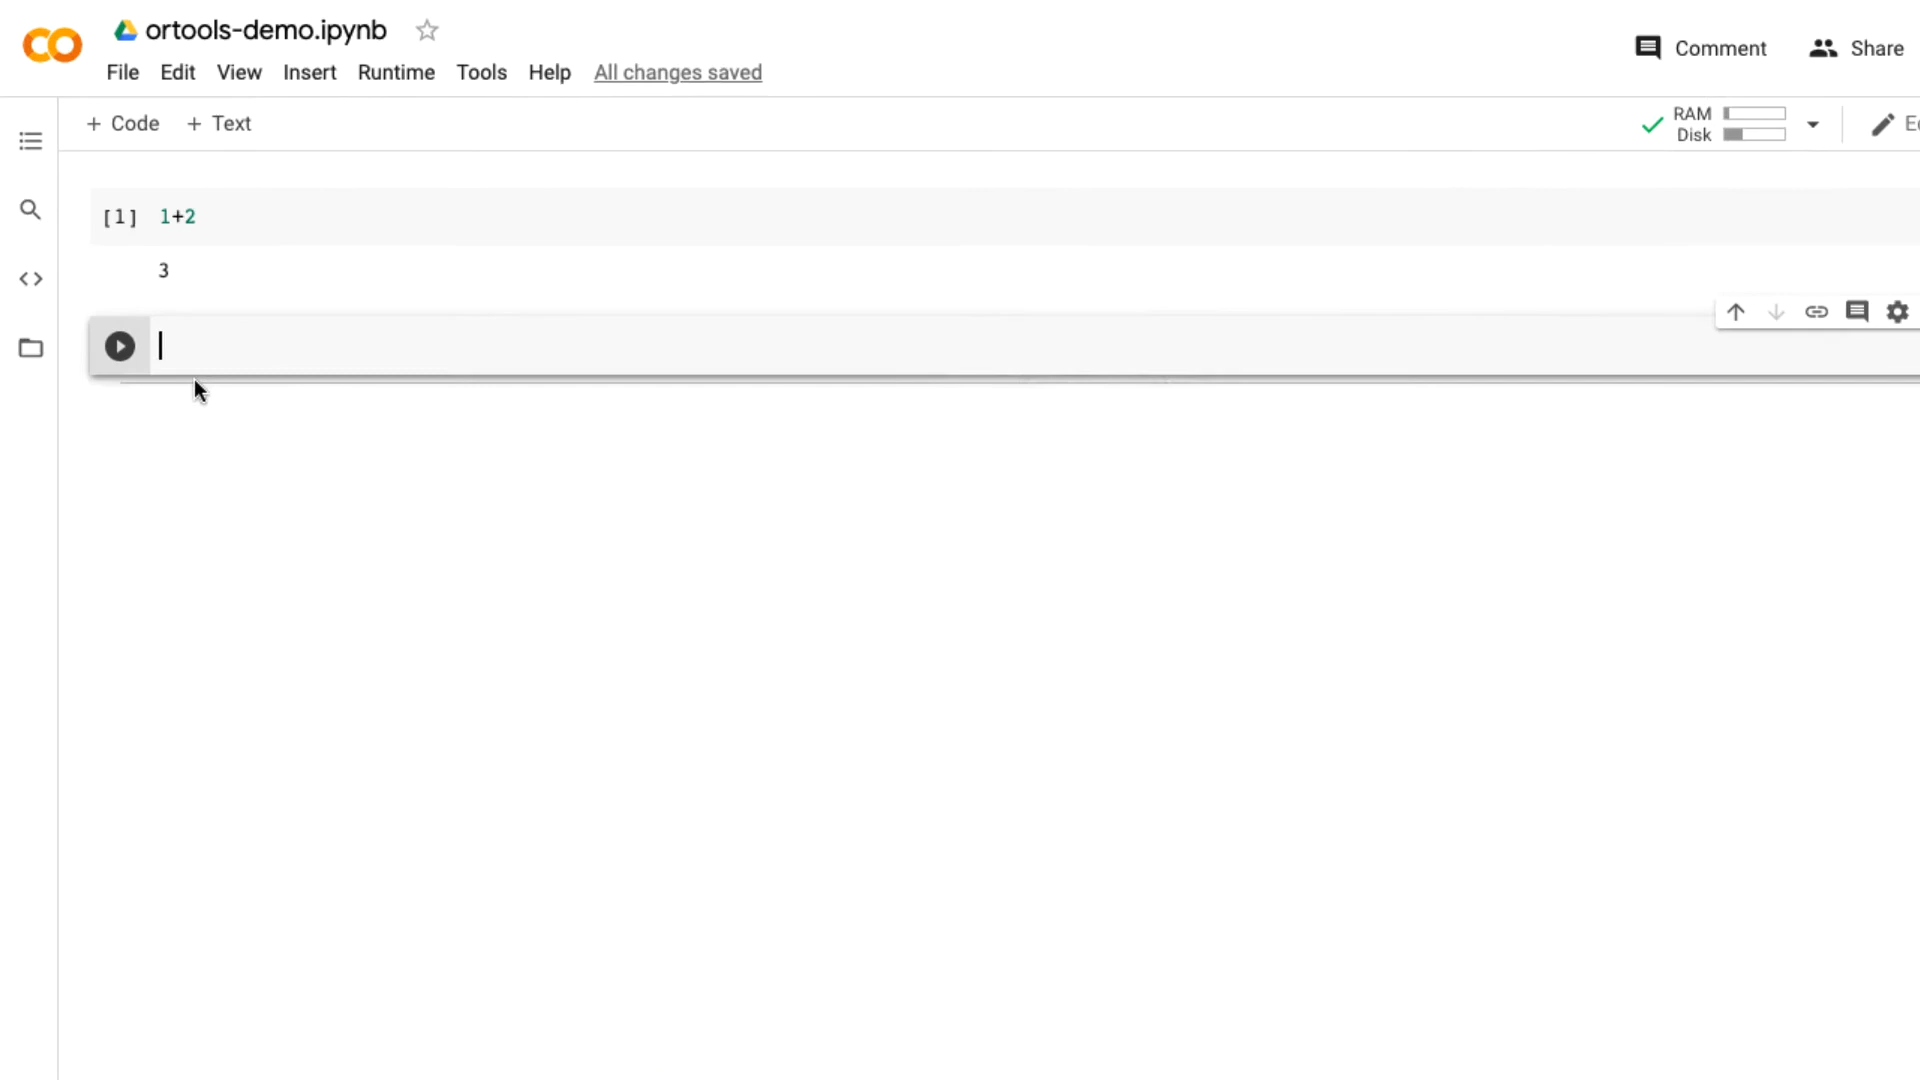 ortools-demo.ipynb
File Edit View Insert Runtime Tools Help All changes saved
Comment Share
+ Code + Text
RAM
Disk
[1] 1+2
3